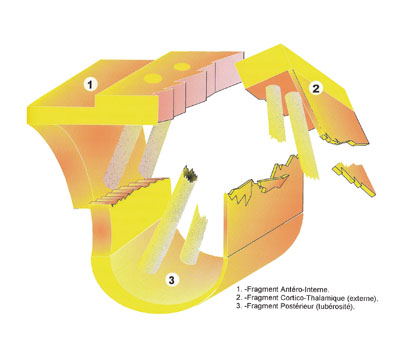 1
2
3
1. -Fragment Antéro-Interne.
2. -Fragment Cortico-Thalamique (externe).
3. -Fragment Postérieur (tubérosité).